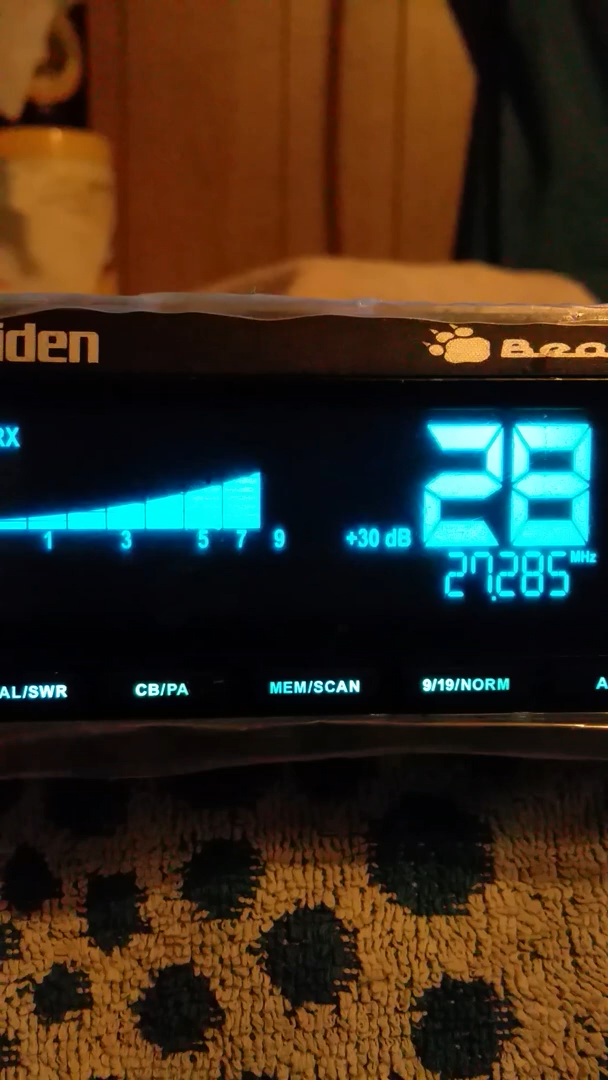 iden Bea
RX
28
1 3 5 7 9 +30 dB
27.285 MHz
AL/SWR CB/PA MEM/SCAN 9/19/NORM A